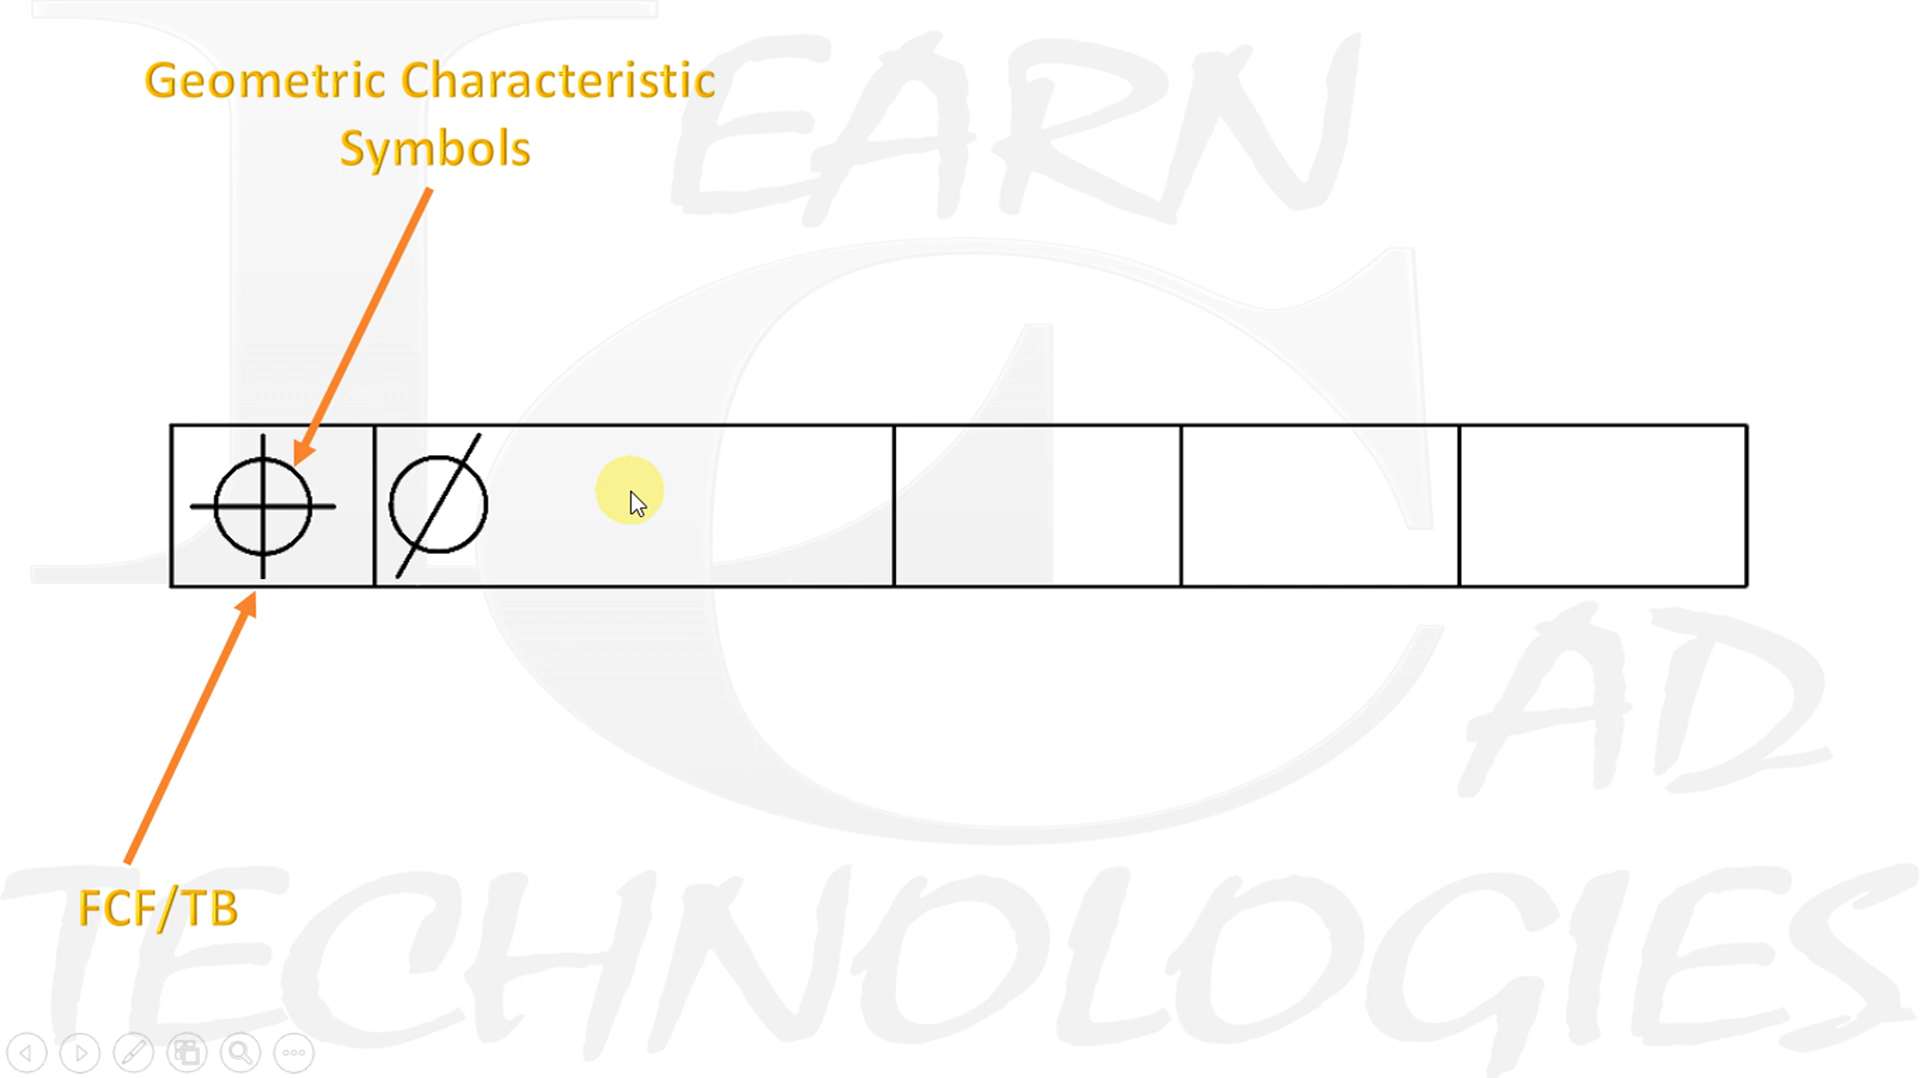 Geometric Characteristic
Symbols
⌀
FCF/TB
LEARN
CAD
TECHNOLOGIES